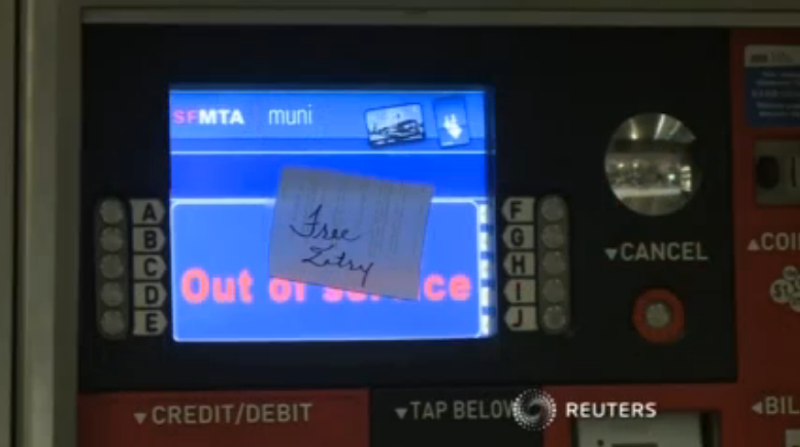 SFMTA muni
Free
Entry
Out of service
A
B
C
D
E
F
G
H
I
J
CANCEL
COI
CREDIT/DEBIT
TAP BELOW
REUTERS
BIL